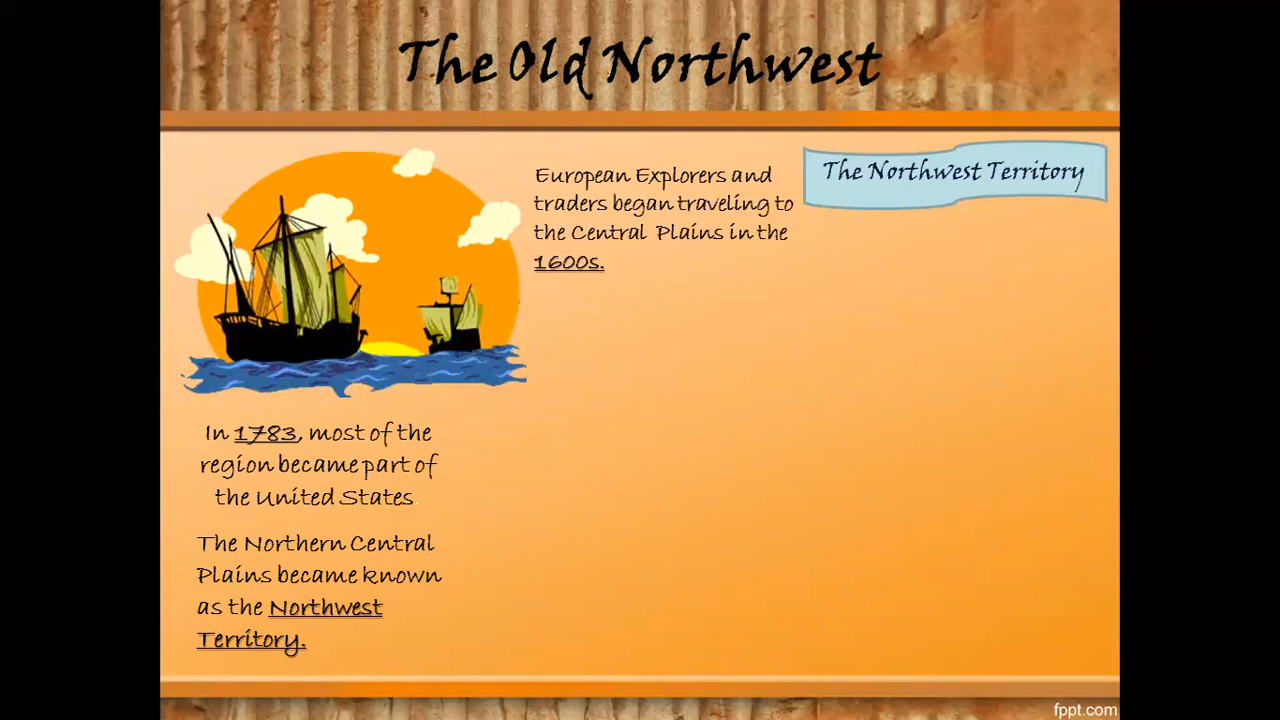 The Old Northwest
European Explorers and
traders began traveling to
the Central Plains in the
1600s.
The Northwest Territory
In 1783, most of the
region became part of
the United States
The Northern Central
Plains became known
as the Northwest
Territory.
fppt.com